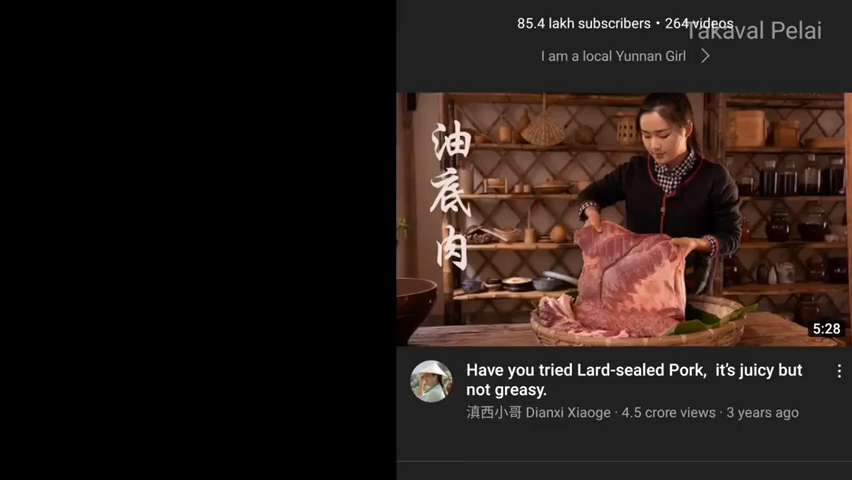 85.4 lakh subscribers • 264 videos
Takaval Pelai
I am a local Yunnan Girl
油底肉
5:28
Have you tried Lard-sealed Pork, it’s juicy but
not greasy.
滇西小哥 Dianxi Xiaoge · 4.5 crore views · 3 years ago